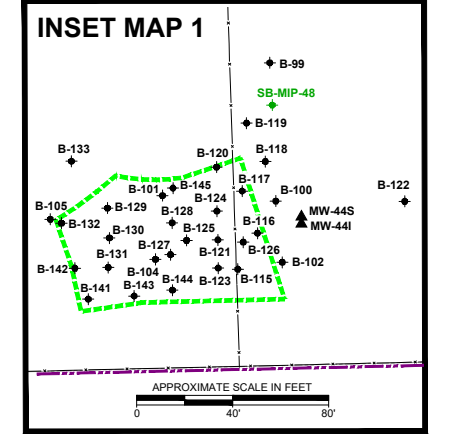 INSET MAP 1
B-99
SB-MIP-48
B-119
B-133
B-120
B-118
B-117
B-101
B-145
B-122
B-100
B-105
B-129
B-124
MW-44S
B-132
B-128
MW-44I
B-116
B-130
B-125
B-127
B-121
B-126
B-142
B-131
B-104
B-102
B-123
B-115
B-141
B-143
B-144
APPROXIMATE SCALE IN FEET
0 40' 80'